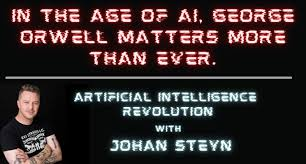 IN THE AGE OF AI, GEORGE
ORWELL MATTERS MORE
THAN EVER.
ARTIFICIAL INTELLIGENCE
REVOLUTION
WITH
JOHAN STEYN